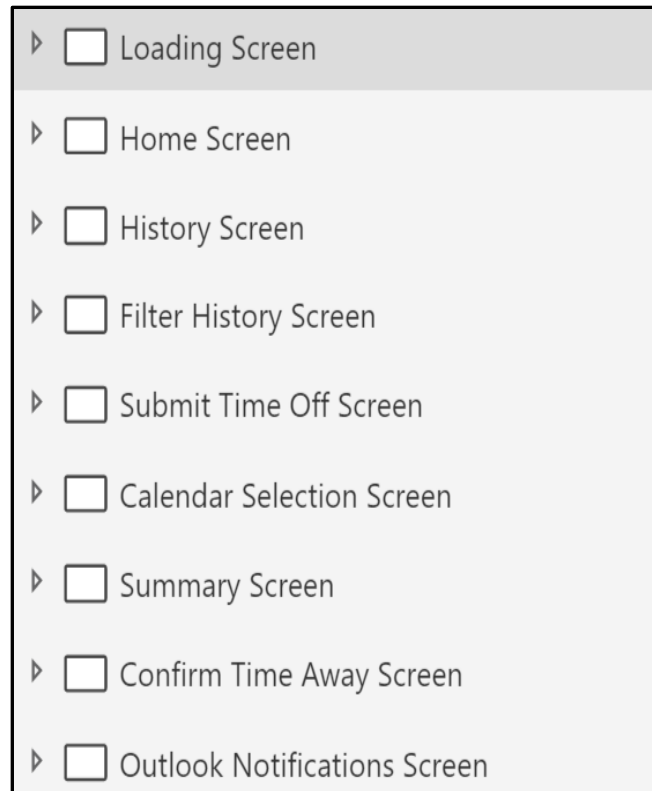 Loading Screen
Home Screen
History Screen
Filter History Screen
Submit Time Off Screen
Calendar Selection Screen
Summary Screen
Confirm Time Away Screen
Outlook Notifications Screen